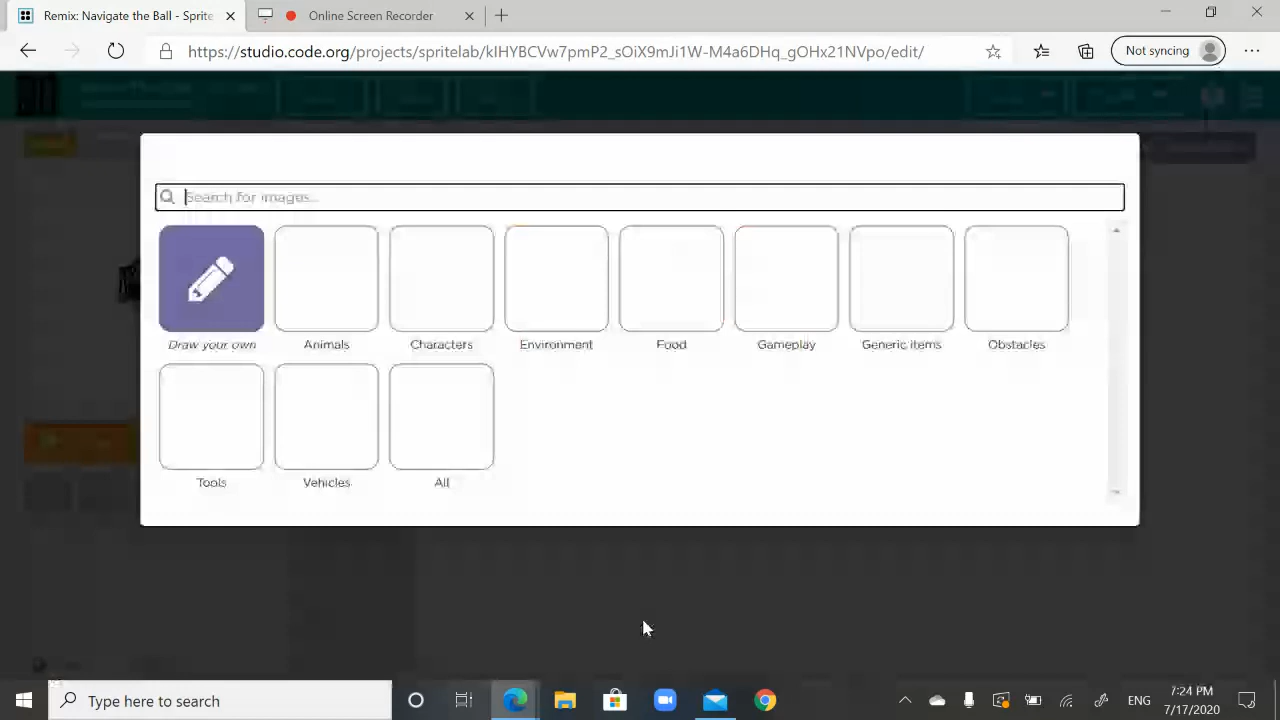 Remix: Navigate the Ball - Sprite
Online Screen Recorder
https://studio.code.org/projects/spritelab/kIHYBCVw7pmP2_sOiX9mJi1W-M4a6DHq_gOHx21NVpo/edit/
Not syncing
Search for images...
Draw your own
Animals
Characters
Environment
Food
Gameplay
Generic items
Obstacles
Tools
Vehicles
All
Type here to search
ENG
7:24 PM
7/17/2020